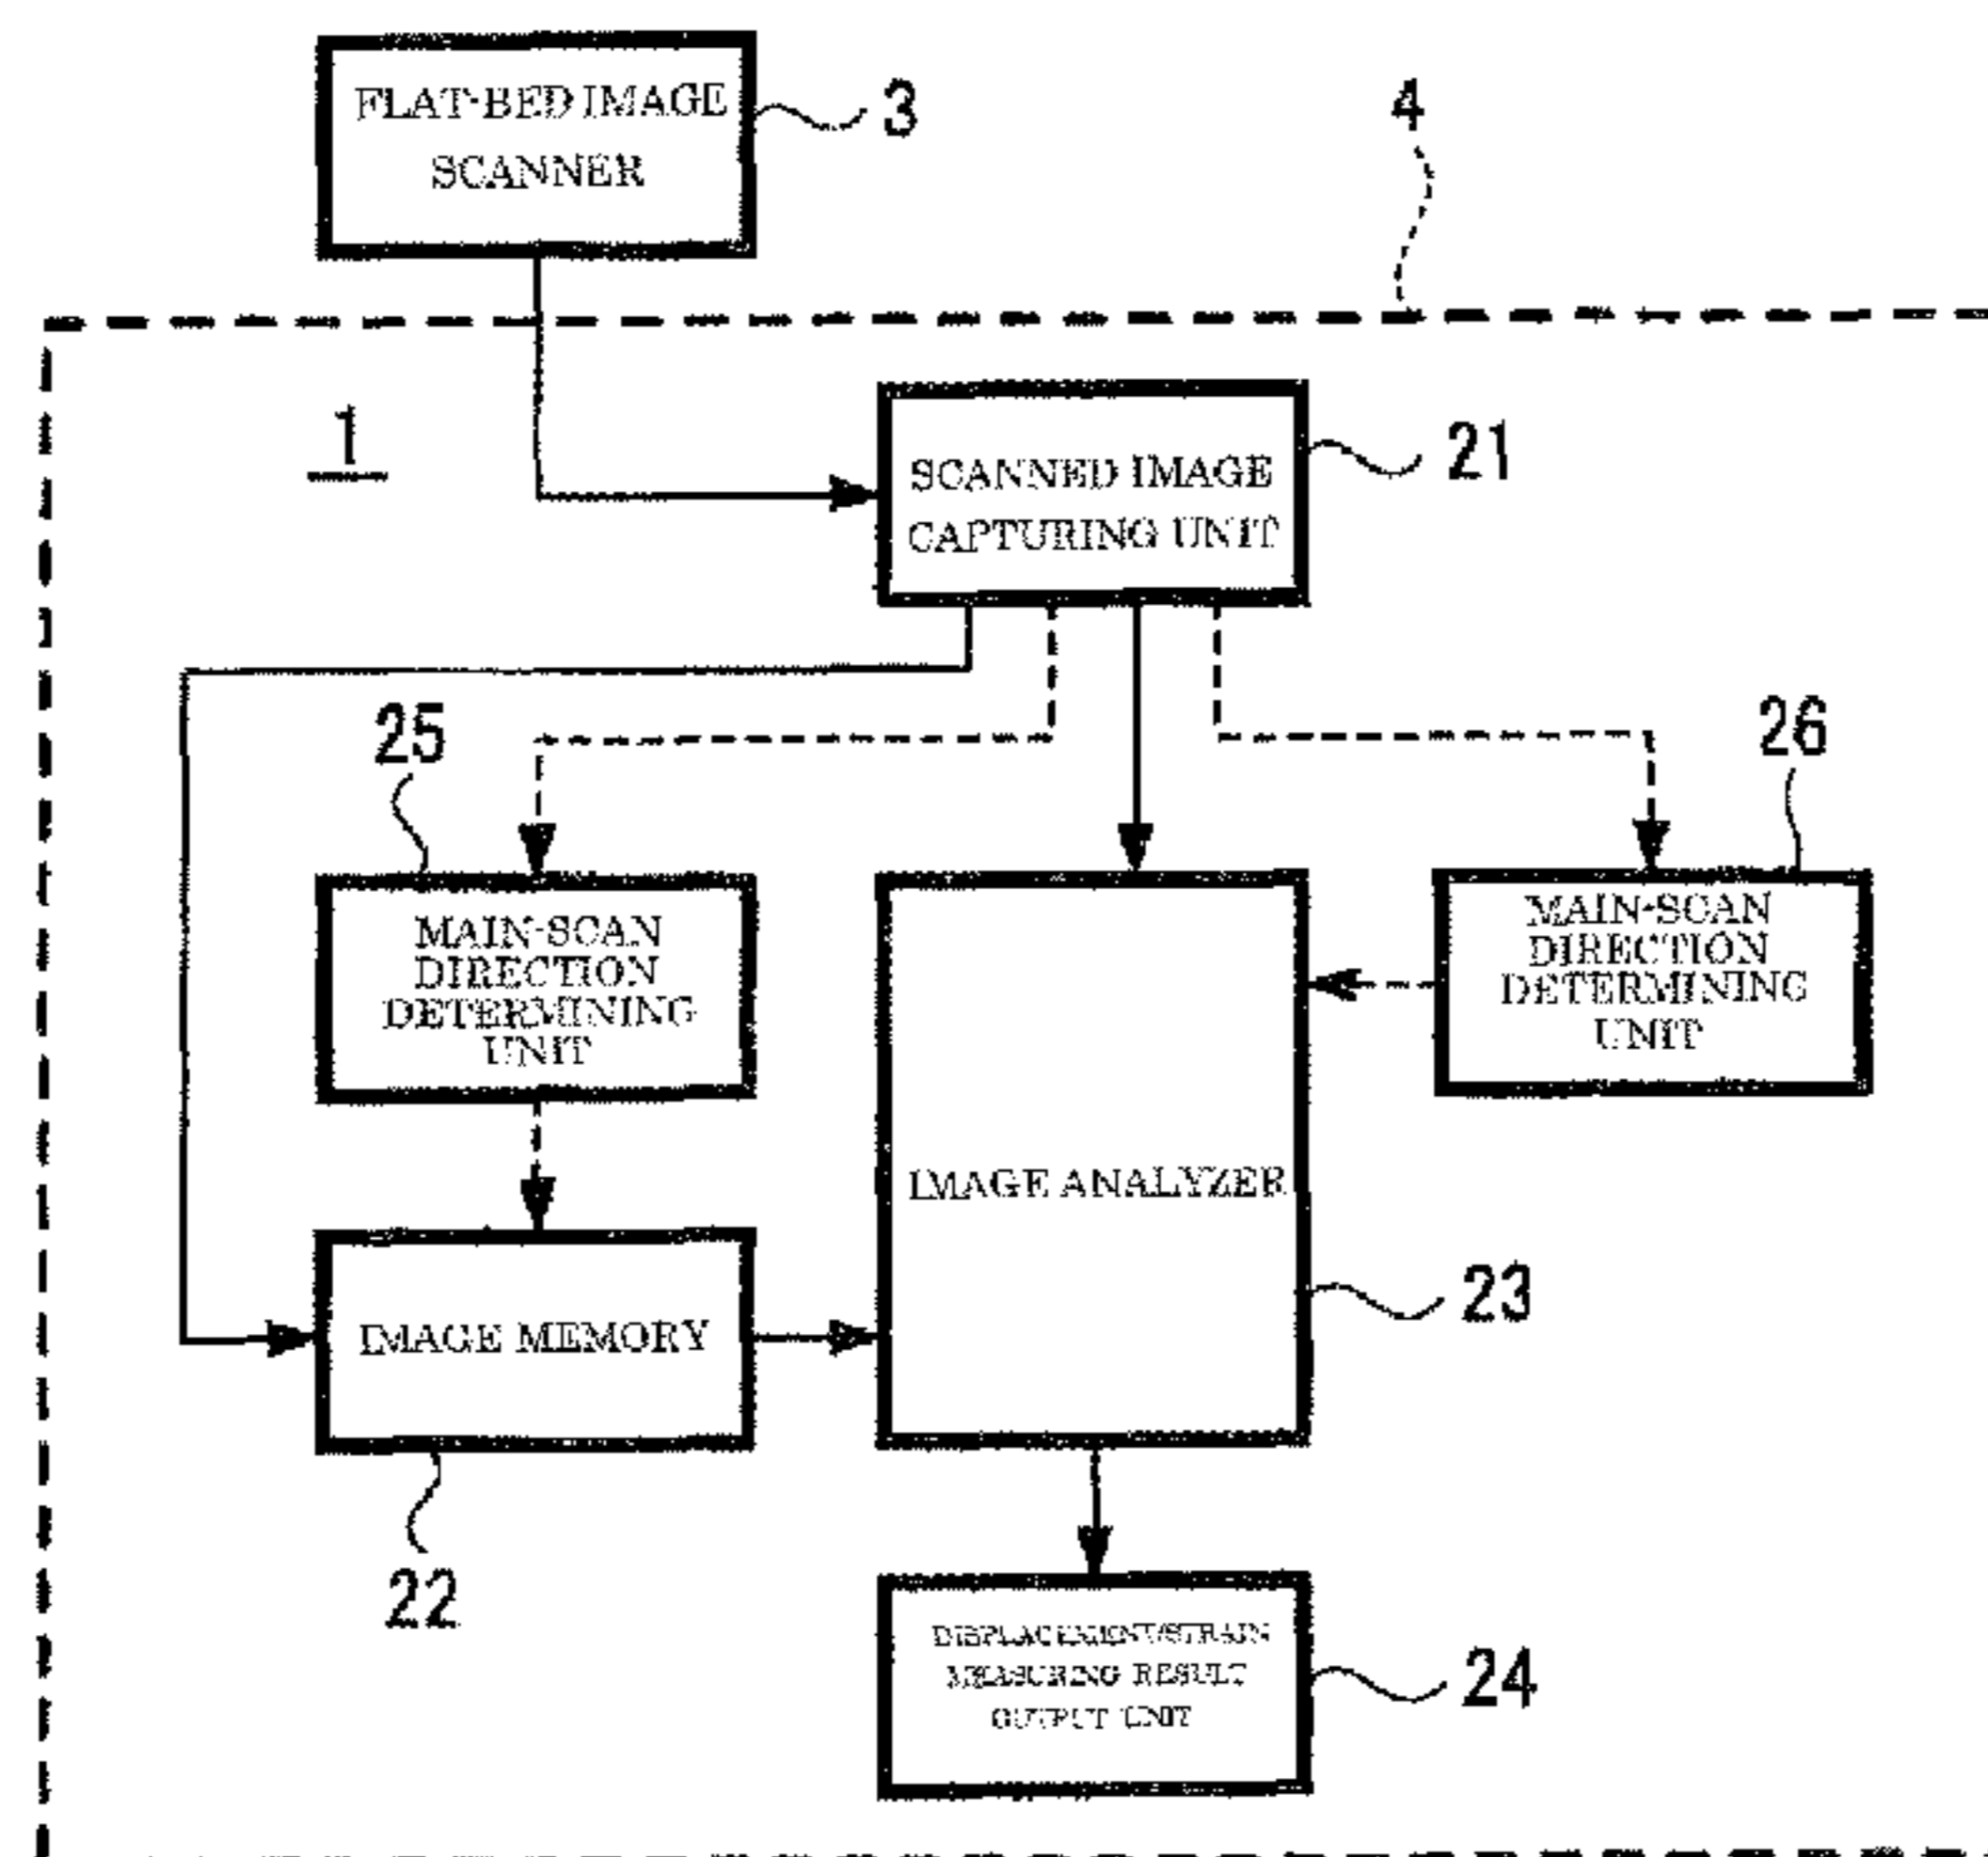 FLAT-BED IMAGE
SCANNER
3
4
1
SCANNED IMAGE
CAPTURING UNIT
21
25
26
MAIN-SCAN
DIRECTION
DETERMINING
UNIT
MAIN-SCAN
DIRECTION
DETERMINING
UNIT
IMAGE ANALYZER
23
IMAGE MEMORY
22
DISPLACEMENT/STRAIN
MEASURING RESULT
OUTPUT UNIT
24